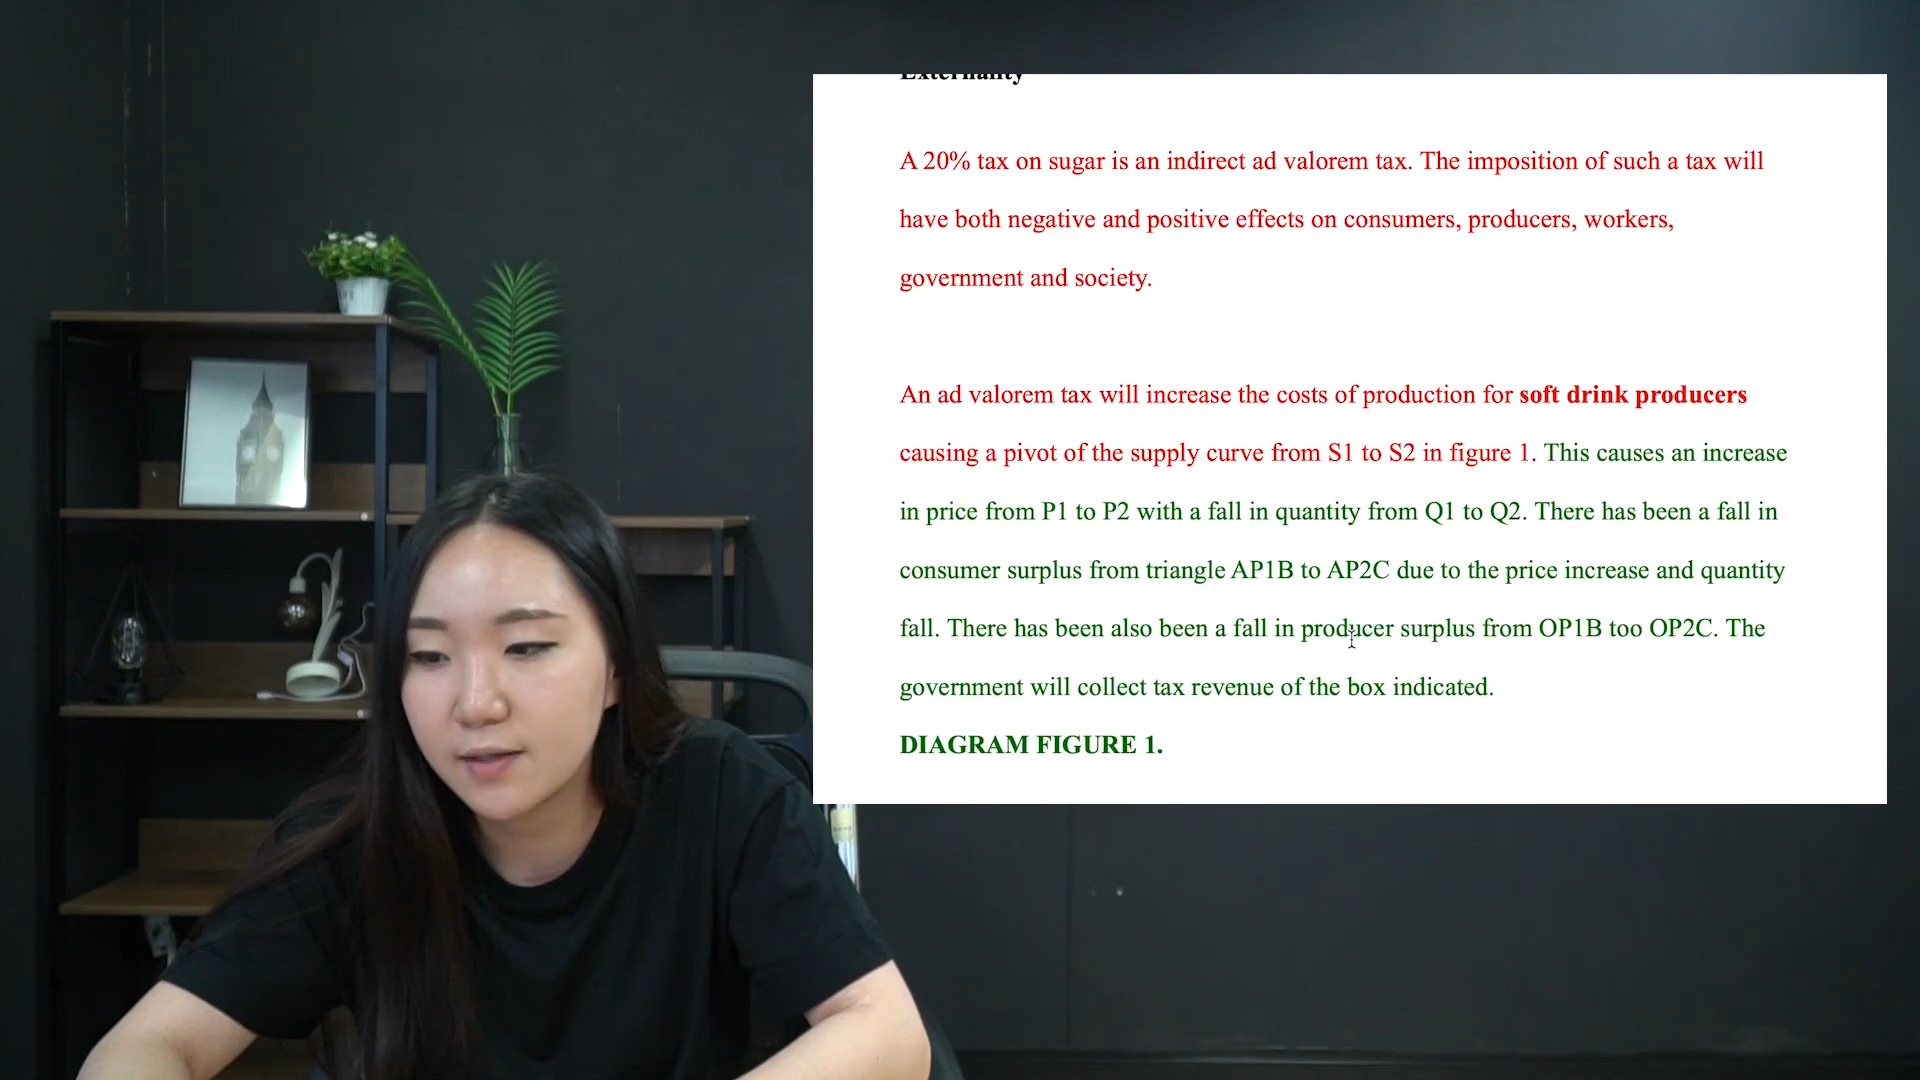 Externality
A 20% tax on sugar is an indirect ad valorem tax. The imposition of such a tax will
have both negative and positive effects on consumers, producers, workers,
government and society.
An ad valorem tax will increase the costs of production for soft drink producers
causing a pivot of the supply curve from S1 to S2 in figure 1. This causes an increase
in price from P1 to P2 with a fall in quantity from Q1 to Q2. There has been a fall in
consumer surplus from triangle AP1B to AP2C due to the price increase and quantity
fall. There has been also been a fall in producer surplus from OP1B too OP2C. The
government will collect tax revenue of the box indicated.
DIAGRAM FIGURE 1.